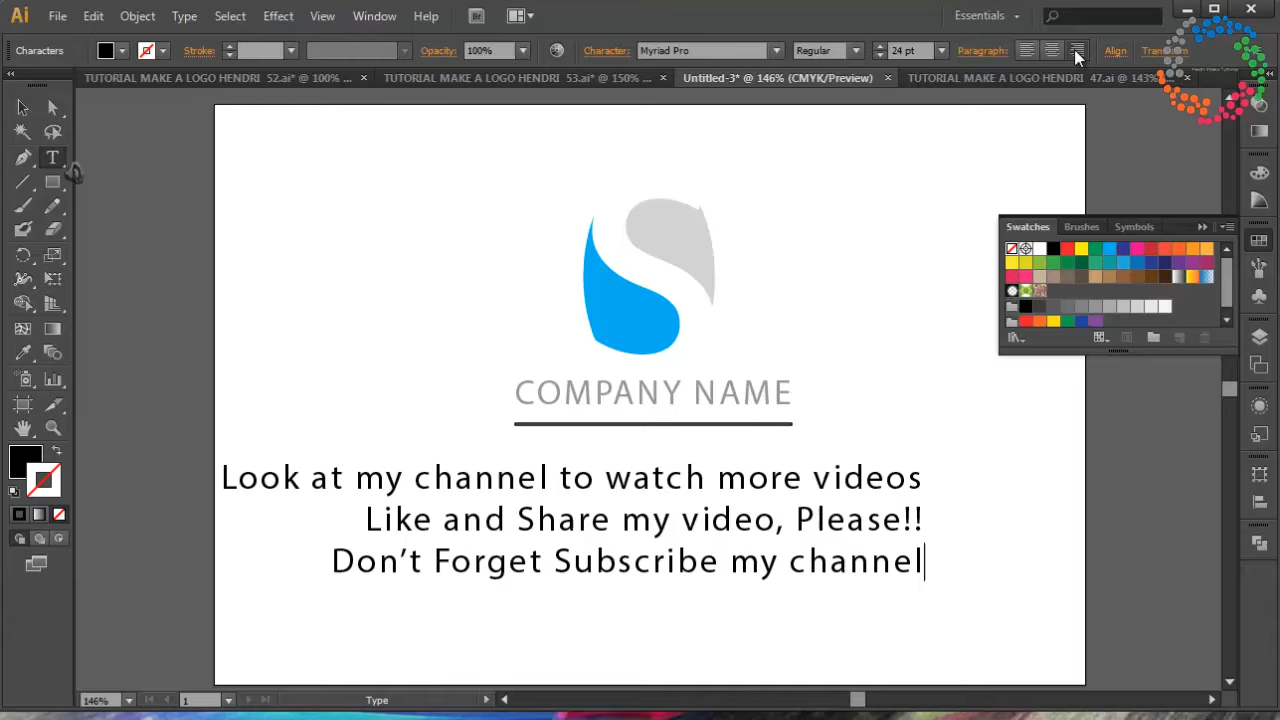 Ai File Edit Object Type Select Effect View Window Help Br Essentials
Characters Stroke: Opacity: 100% Character: Myriad Pro Regular 24 pt Paragraph: Align
TUTORIAL MAKE A LOGO HENDRI 52.ai* @ 100% ... × TUTORIAL MAKE A LOGO HENDRI 53.ai* @ 150% ... × Untitled-3* @ 146% (CMYK/Preview) × TUTORIAL MAKE A LOGO HENDRI 47.ai @ 143%
Swatches Brushes Symbols
COMPANY NAME
Look at my channel to watch more videos
Like and Share my video, Please!!
Don’t Forget Subscribe my channel
146% 1 Type